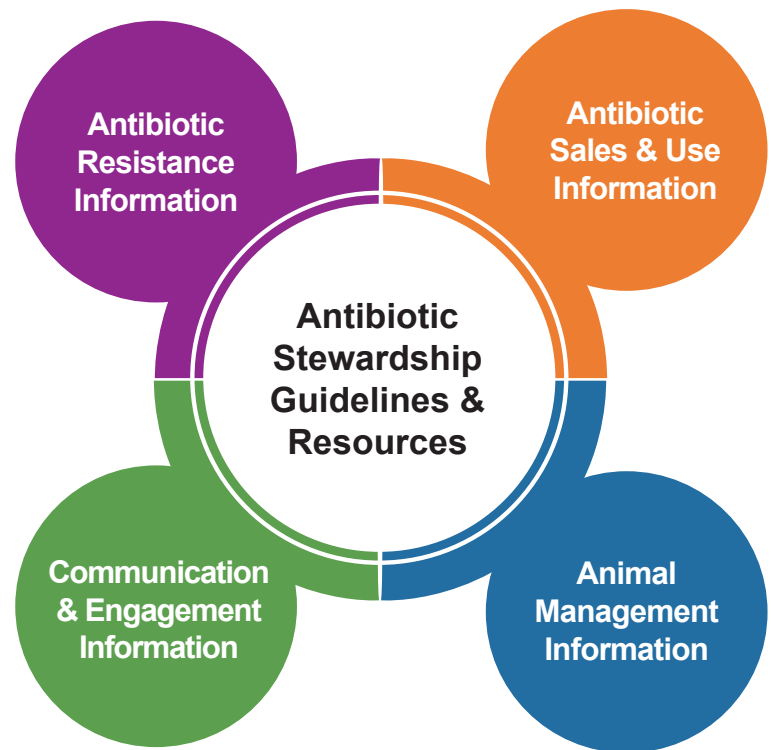 Antibiotic
Resistance
Information
Antibiotic
Sales & Use
Information
Antibiotic
Stewardship
Guidelines &
Resources
Communication
& Engagement
Information
Animal
Management
Information